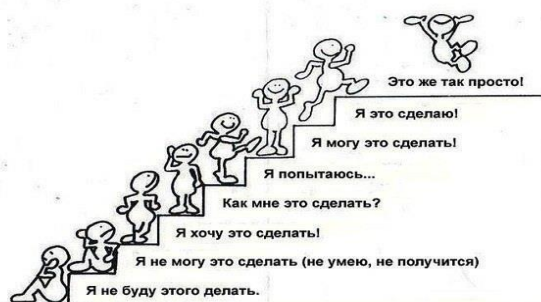 Это же так просто!
Я это сделаю!
Я могу это сделать!
Я попытаюсь...
Как мне это сделать?
Я хочу это сделать!
Я не могу это сделать (не умею, не получится)
Я не буду этого делать.